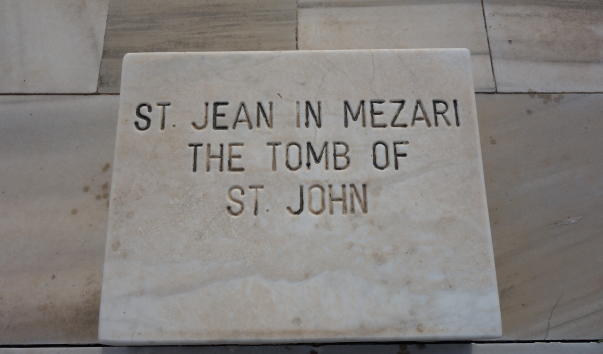 ST. JEAN IN MEZARI
THE TOMB OF
ST. JOHN